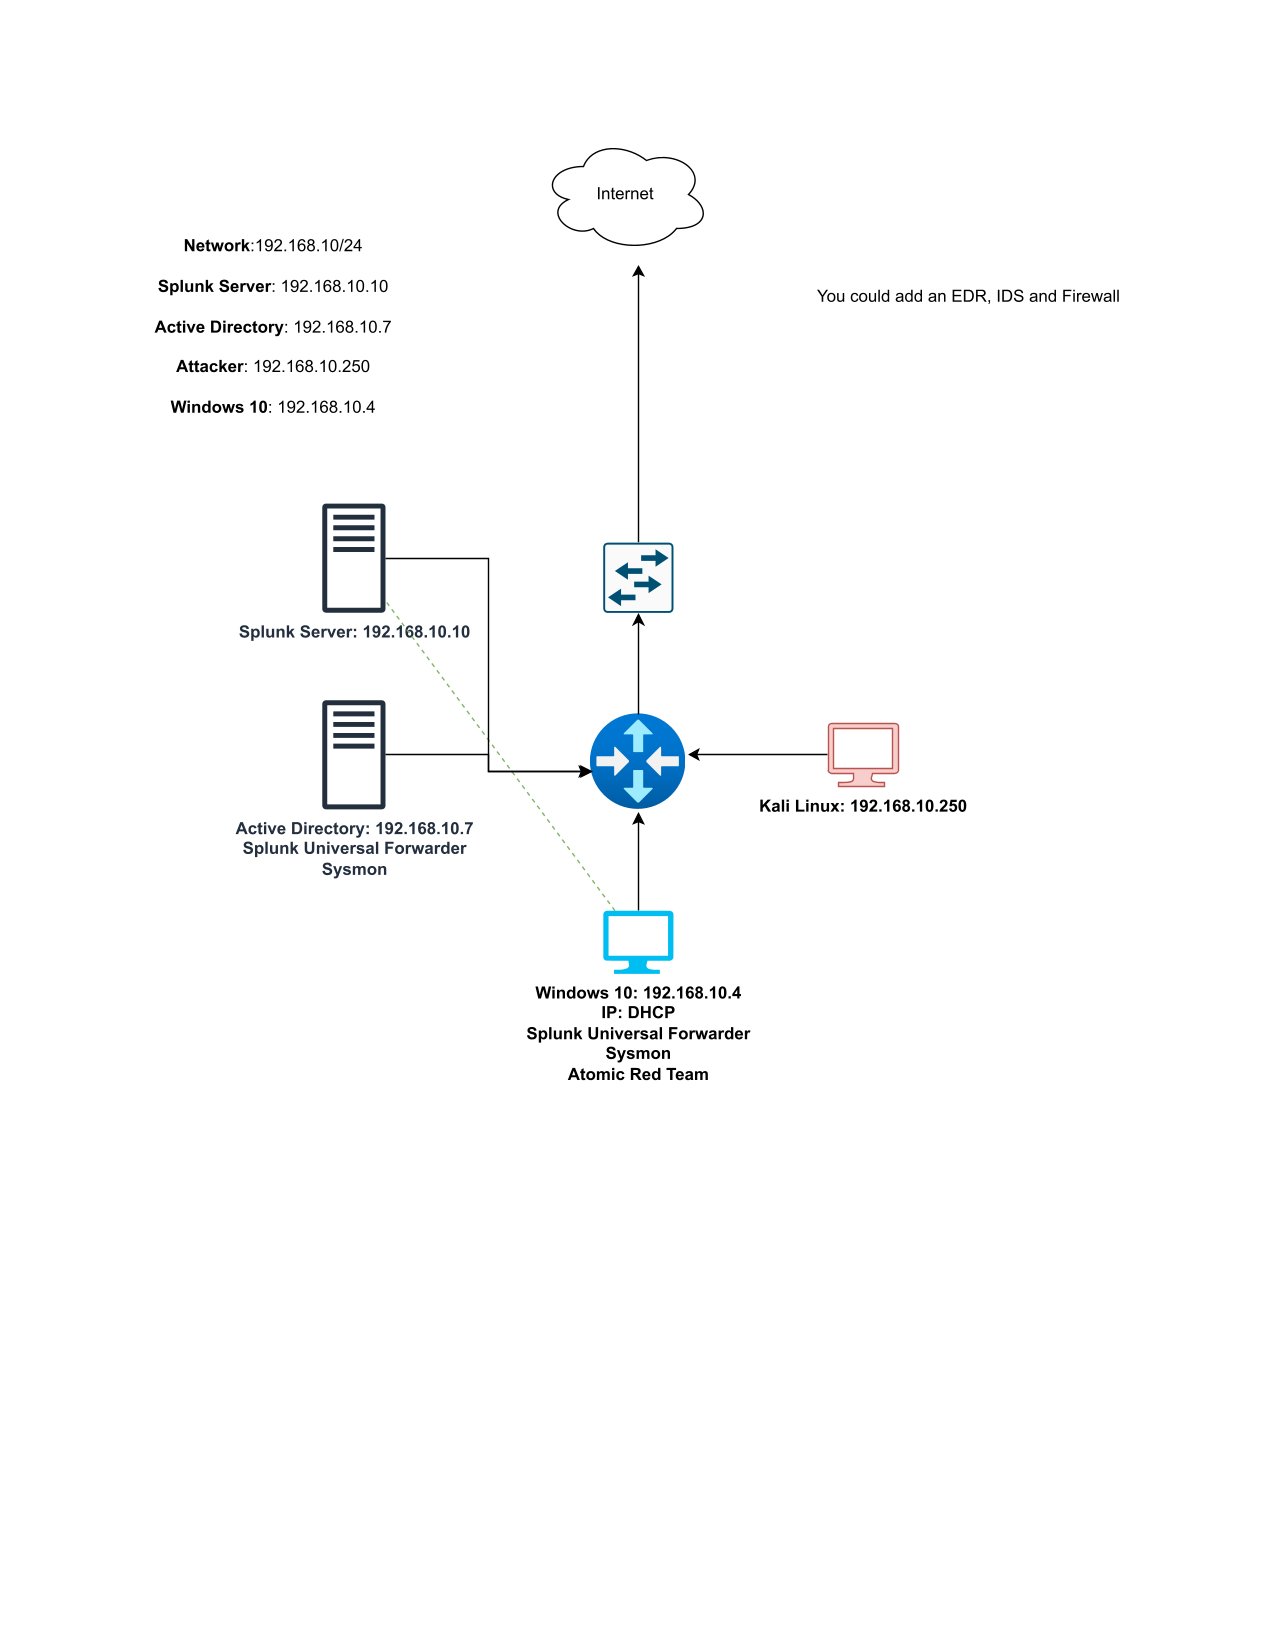 Internet
Network:192.168.10/24
Splunk Server: 192.168.10.10
Active Directory: 192.168.10.7
Attacker: 192.168.10.250
Windows 10: 192.168.10.4
You could add an EDR, IDS and Firewall
Splunk Server: 192.168.10.10
Active Directory: 192.168.10.7
Splunk Universal Forwarder
Sysmon
Kali Linux: 192.168.10.250
Windows 10: 192.168.10.4
IP: DHCP
Splunk Universal Forwarder
Sysmon
Atomic Red Team